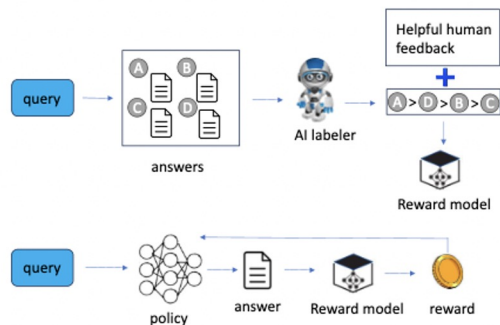 Helpful human
feedback
query
A
B
C
D
answers
AI labeler
A > D > B > C
Reward model
query
policy
answer
Reward model
reward